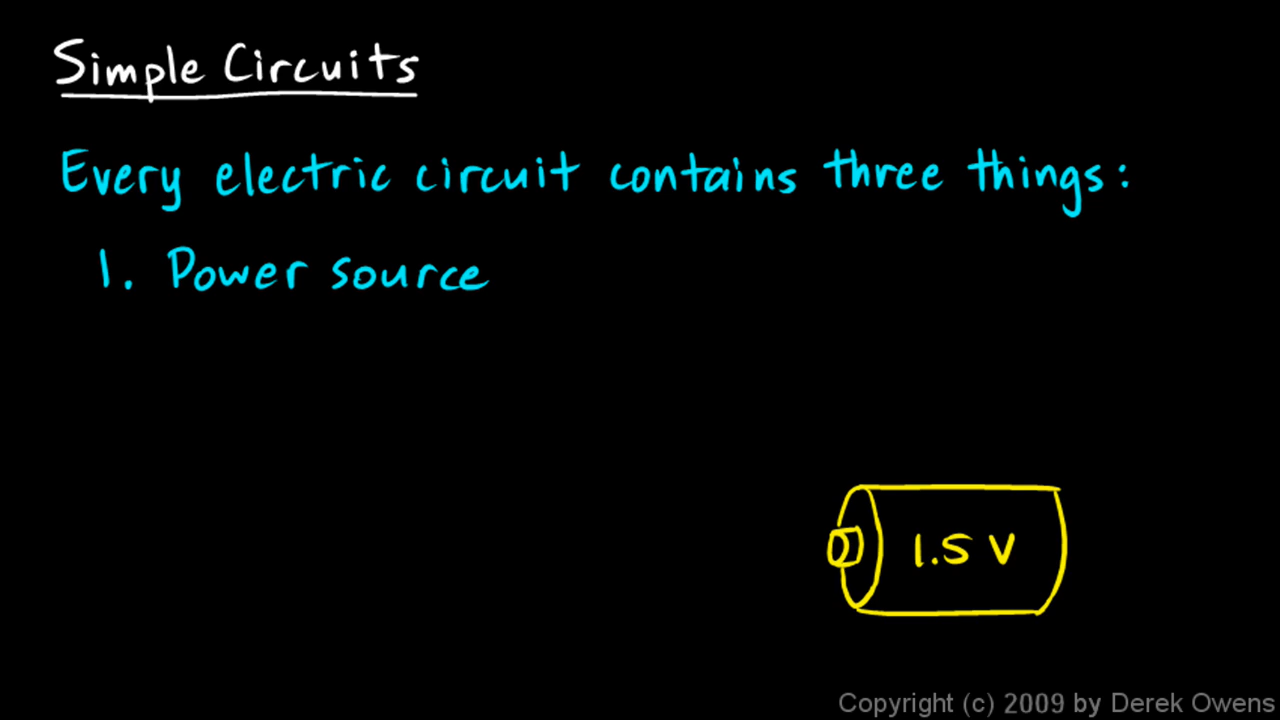 Simple Circuits
Every electric circuit contains three things:
1. Power source
1.5 V
Copyright (c) 2009 by Derek Owens